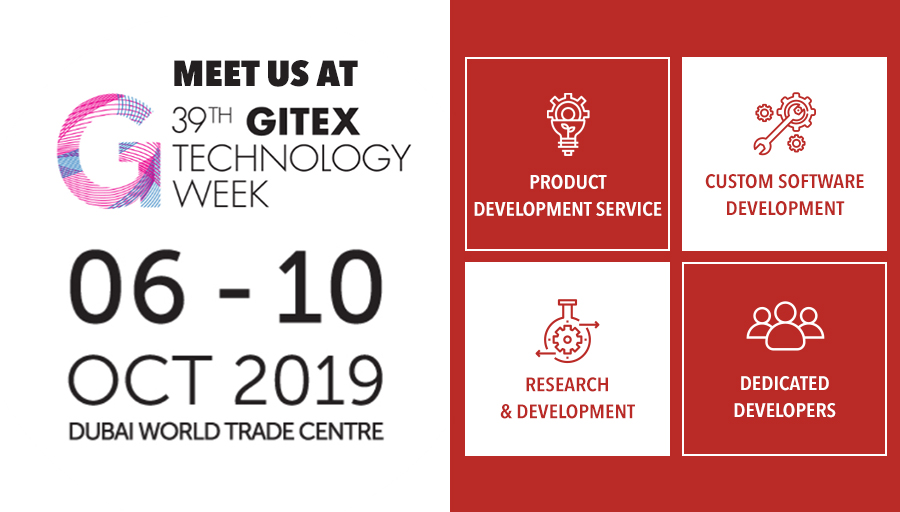 MEET US AT
39TH GITEX
TECHNOLOGY
WEEK
06 - 10
OCT 2019
DUBAI WORLD TRADE CENTRE
PRODUCT
DEVELOPMENT SERVICE
CUSTOM SOFTWARE
DEVELOPMENT
RESEARCH
& DEVELOPMENT
DEDICATED
DEVELOPERS